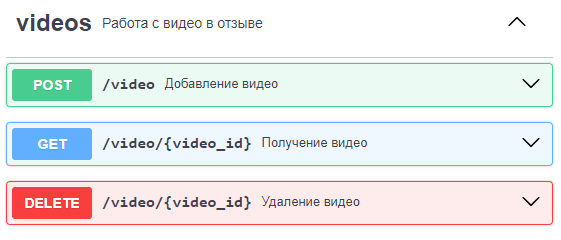 videos Работа с видео в отзыве
POST /video Добавление видео
GET /video/{video_id} Получение видео
DELETE /video/{video_id} Удаление видео